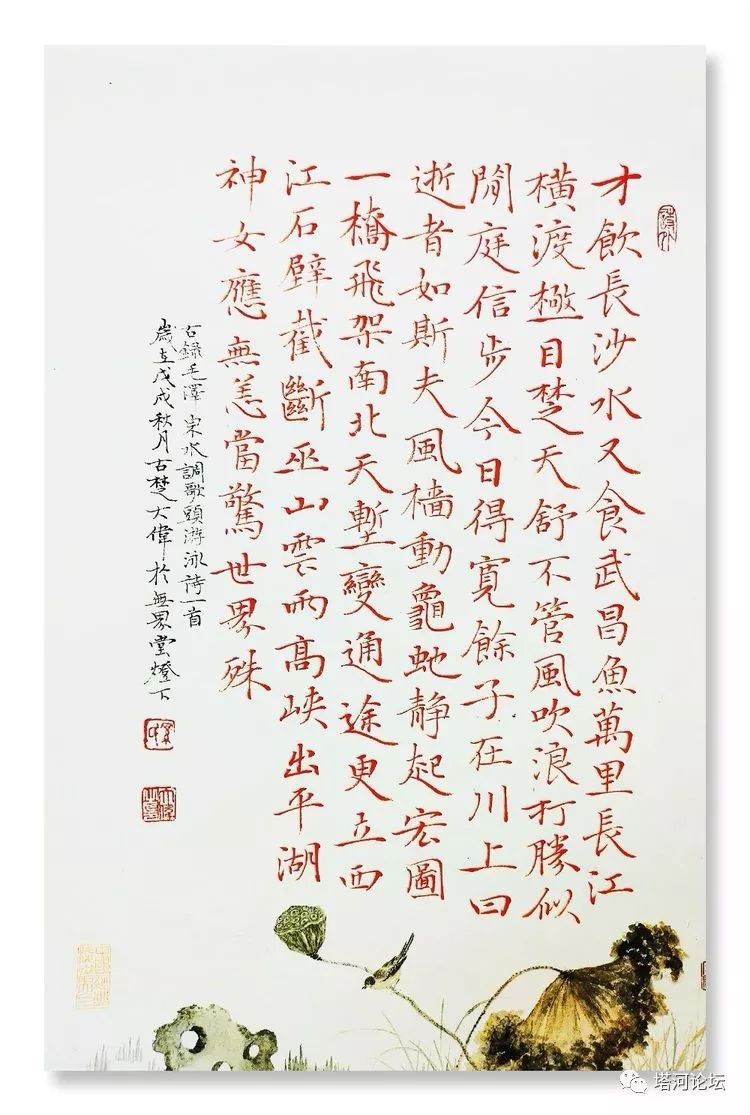 才飲長沙水又食武昌魚萬里長江
橫渡極目楚天舒不管風吹浪打勝似
閒庭信步今日得寬餘子在川上曰
逝者如斯夫風檣動龜蛇静起宏圖
一橋飛架南北天塹變通途更立西
江石壁截斷巫山雲雨高峽出平湖
神女應無恙當驚世界殊
右錄毛澤東水調歌頭游泳詩一首
歲在戊戌秋月古楚大偉於無界堂燈下
塔河论坛